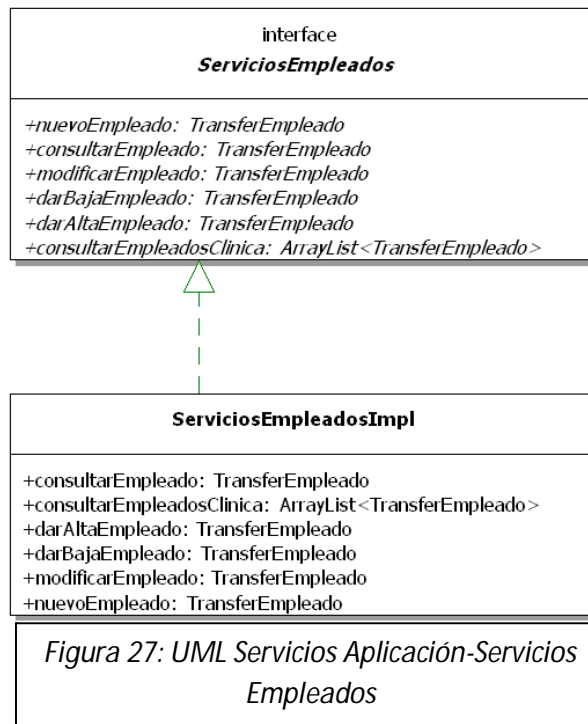 interface
ServiciosEmpleados
+nuevoEmpleado: TransferEmpleado
+consultarEmpleado: TransferEmpleado
+modificarEmpleado: TransferEmpleado
+darBajaEmpleado: TransferEmpleado
+darAltaEmpleado: TransferEmpleado
+consultarEmpleadosClinica: ArrayList<TransferEmpleado>
ServiciosEmpleadosImpl
+consultarEmpleado: TransferEmpleado
+consultarEmpleadosClinica: ArrayList<TransferEmpleado>
+darAltaEmpleado: TransferEmpleado
+darBajaEmpleado: TransferEmpleado
+modificarEmpleado: TransferEmpleado
+nuevoEmpleado: TransferEmpleado
Figura 27: UML Servicios Aplicación-Servicios
Empleados